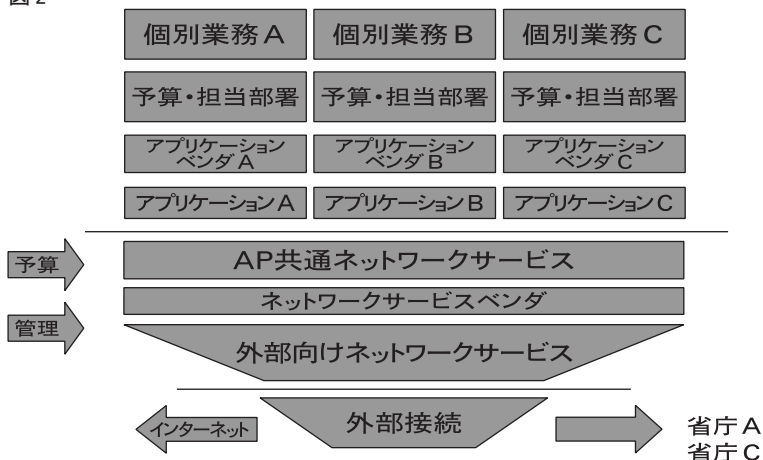 図2
個別業務A 個別業務B 個別業務C
予算・担当部署 予算・担当部署 予算・担当部署
アプリケーション アプリケーション アプリケーション
ベンダA ベンダB ベンダC
アプリケーションA アプリケーションB アプリケーションC
予算
AP共通ネットワークサービス
ネットワークサービスベンダ
管理
外部向けネットワークサービス
インターネット
外部接続
省庁A
省庁C